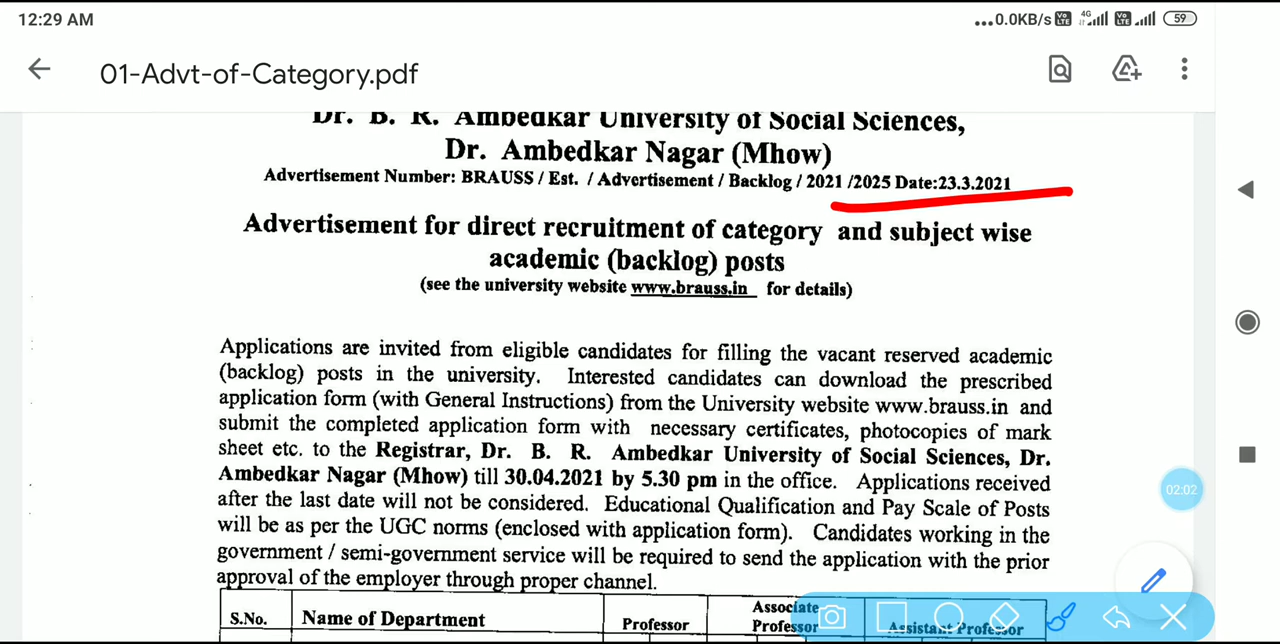 12:29 AM
...0.0KB/s Vo LTE 4G Vo LTE 59
01-Advt-of-Category.pdf
Dr. B. R. Ambedkar University of Social Sciences,
Dr. Ambedkar Nagar (Mhow)
Advertisement Number: BRAUSS / Est. / Advertisement / Backlog / 2021 /2025 Date:23.3.2021
Advertisement for direct recruitment of category and subject wise
academic (backlog) posts
(see the university website www.brauss.in for details)
Applications are invited from eligible candidates for filling the vacant reserved academic
(backlog) posts in the university. Interested candidates can download the prescribed
application form (with General Instructions) from the University website www.brauss.in and
submit the completed application form with necessary certificates, photocopies of mark
sheet etc. to the Registrar, Dr. B. R. Ambedkar University of Social Sciences, Dr.
Ambedkar Nagar (Mhow) till 30.04.2021 by 5.30 pm in the office. Applications received
after the last date will not be considered. Educational Qualification and Pay Scale of Posts
will be as per the UGC norms (enclosed with application form). Candidates working in the
government / semi-government service will be required to send the application with the prior
approval of the employer through proper channel.
S.No. Name of Department Professor Associate Professor Assistant Professor
02:02